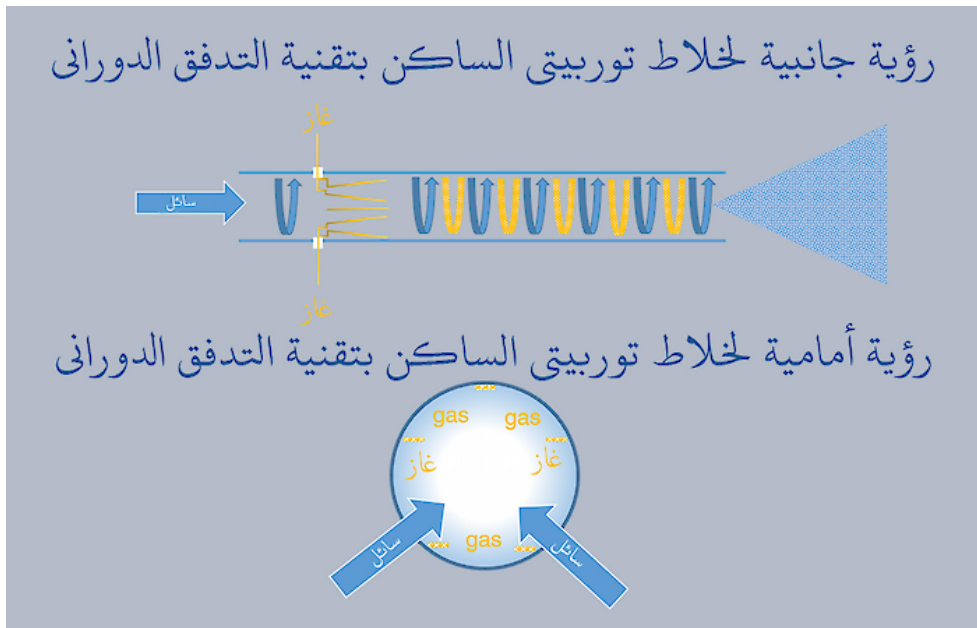 رؤية جانبية لخلاط توربيتى الساكن بتقنية التدفق الدورانى
غاز
سائل
غاز
رؤية أمامية لخلاط توربيتى الساكن بتقنية التدفق الدورانى
gas gas
غاز غاز
سائل سائل
gas